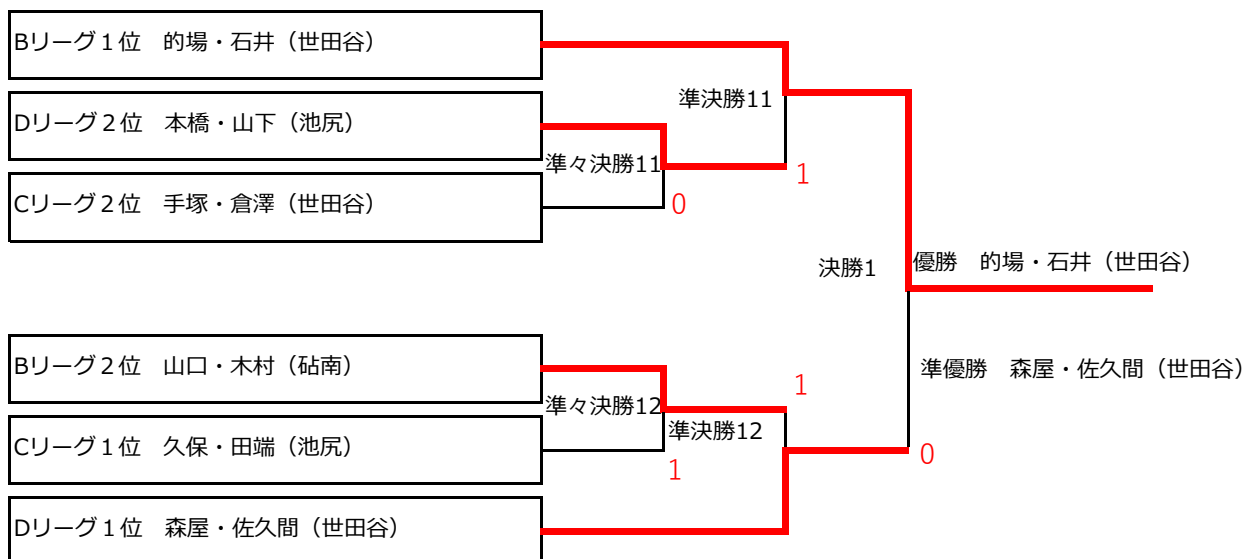 Bリーグ１位　的場・石井（世田谷）
準決勝11
Dリーグ２位　本橋・山下（池尻）
準々決勝11
1
Cリーグ２位　手塚・倉澤（世田谷）
0
決勝1
優勝　的場・石井（世田谷）
Bリーグ２位　山口・木村（砧南）
準優勝　森屋・佐久間（世田谷）
1
準々決勝12
準決勝12
Cリーグ１位　久保・田端（池尻）
0
1
Dリーグ１位　森屋・佐久間（世田谷）